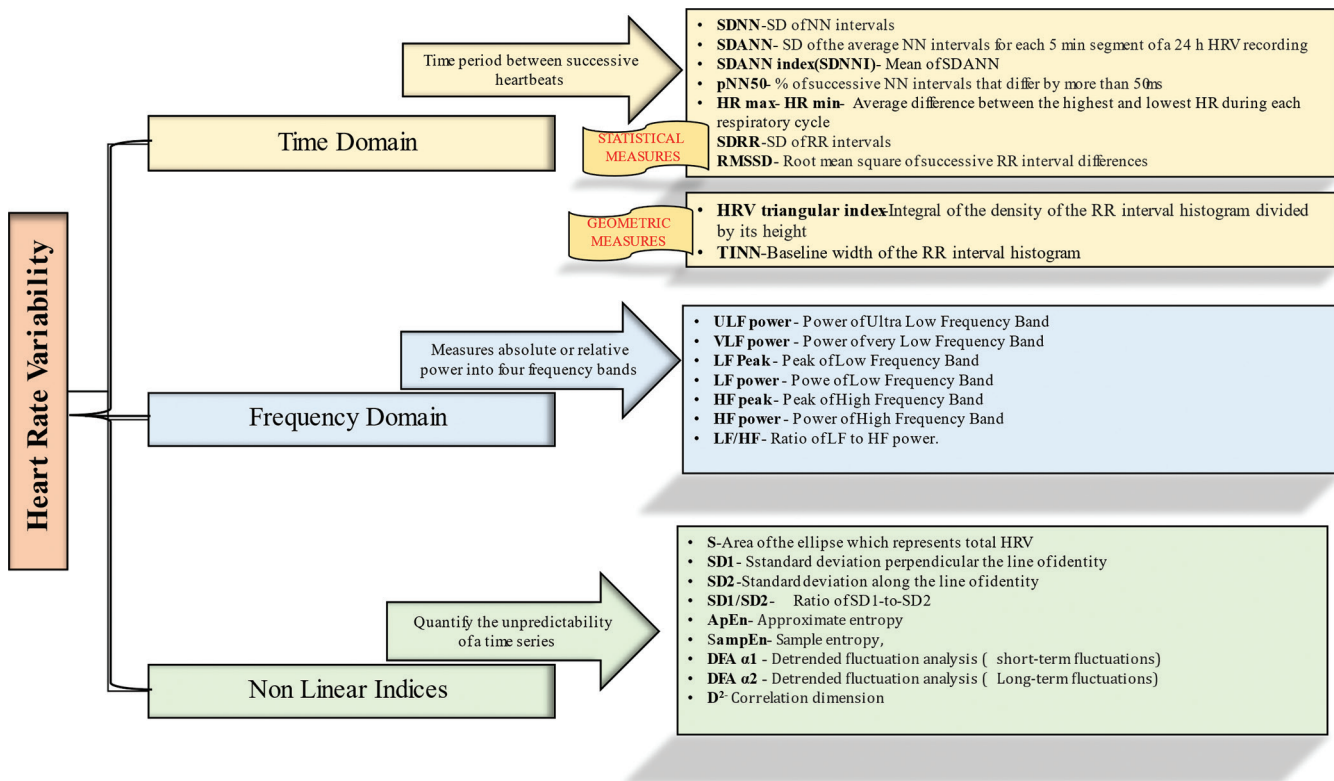 Heart Rate Variability
Time Domain
Time period between successive
heartbeats
STATISTICAL
MEASURES
• SDNN-SD of NN intervals
• SDANN- SD of the average NN intervals for each 5 min segment of a 24 h HRV recording
• SDANN index(SDNNI)- Mean of SDANN
• pNN50- % of successive NN intervals that differ by more than 50ms
• HR max- HR min- Average difference between the highest and lowest HR during each
respiratory cycle
SDRR-SD of RR intervals
RMSSD- Root mean square of successive RR interval differences
GEOMETRIC
MEASURES
• HRV triangular index-Integral of the density of the RR interval histogram divided
by its height
• TINN-Baseline width of the RR interval histogram
Frequency Domain
Measures absolute or relative
power into four frequency bands
• ULF power - Power of Ultra Low Frequency Band
• VLF power - Power of very Low Frequency Band
• LF Peak - Peak of Low Frequency Band
• LF power - Powe of Low Frequency Band
• HF peak - Peak of High Frequency Band
• HF power - Power of High Frequency Band
• LF/HF - Ratio of LF to HF power.
Non Linear Indices
Quantify the unpredictability
of a time series
• S-Area of the ellipse which represents total HRV
• SD1 - Sstandard deviation perpendicular the line of identity
• SD2 -Standard deviation along the line of identity
• SD1/SD2 - Ratio of SD1-to-SD2
• ApEn- Approximate entropy
• SampEn- Sample entropy,
• DFA α1 - Detrended fluctuation analysis ( short-term fluctuations)
• DFA α2 - Detrended fluctuation analysis ( Long-term fluctuations)
• D²- Correlation dimension